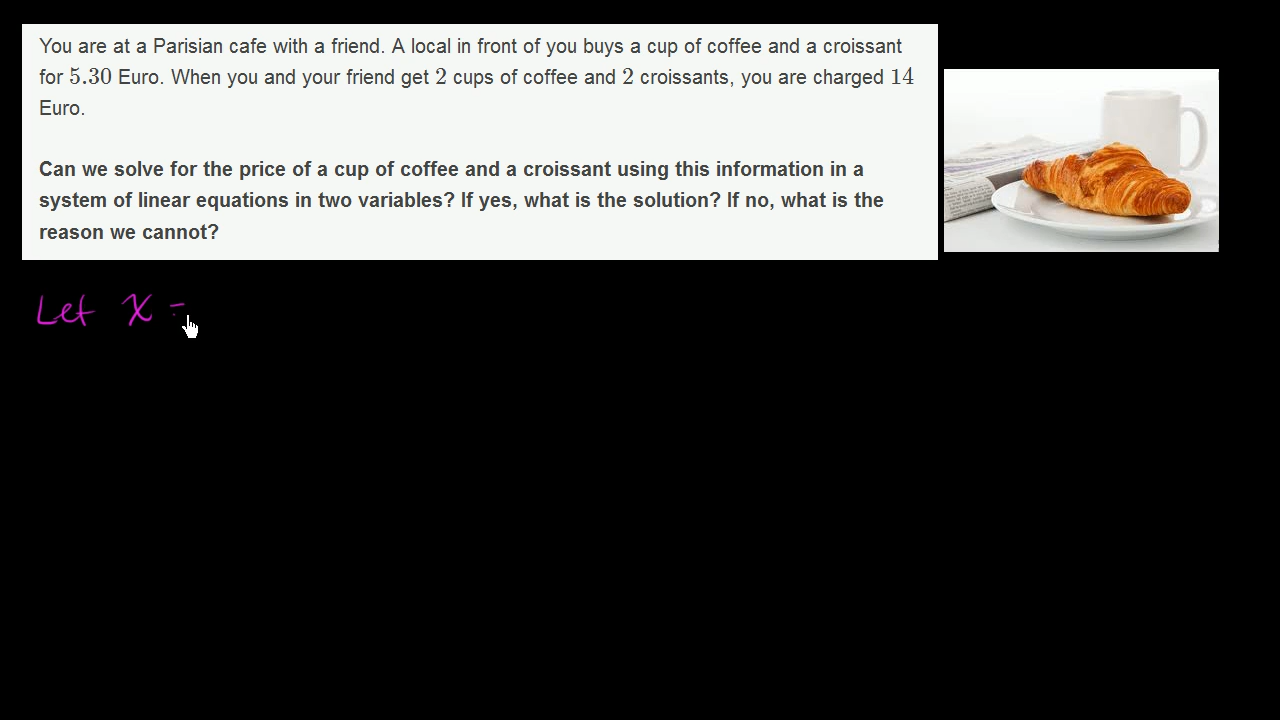 You are at a Parisian cafe with a friend. A local in front of you buys a cup of coffee and a croissant
for 5.30 Euro. When you and your friend get 2 cups of coffee and 2 croissants, you are charged 14
Euro.
Can we solve for the price of a cup of coffee and a croissant using this information in a
system of linear equations in two variables? If yes, what is the solution? If no, what is the
reason we cannot?
Let x =